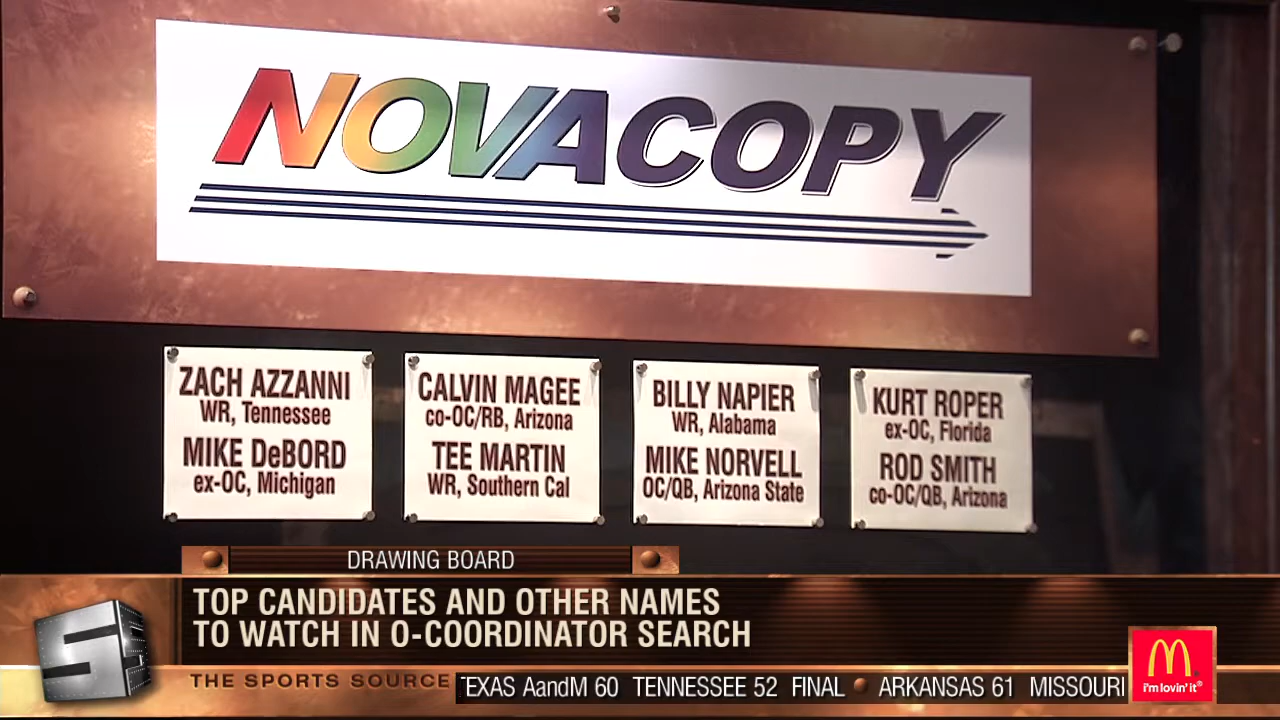 NOVACOPY
ZACH AZZANNI
WR, Tennessee
MIKE DeBORD
ex-OC, Michigan
CALVIN MAGEE
co-OC/RB, Arizona
TEE MARTIN
WR, Southern Cal
BILLY NAPIER
WR, Alabama
MIKE NORVELL
OC/QB, Arizona State
KURT ROPER
ex-OC, Florida
ROD SMITH
co-OC/QB, Arizona
DRAWING BOARD
TOP CANDIDATES AND OTHER NAMES
TO WATCH IN O-COORDINATOR SEARCH
THE SPORTS SOURCE
EXAS AandM 60 TENNESSEE 52 FINAL • ARKANSAS 61 MISSOURI
S
M
i'm lovin' it®